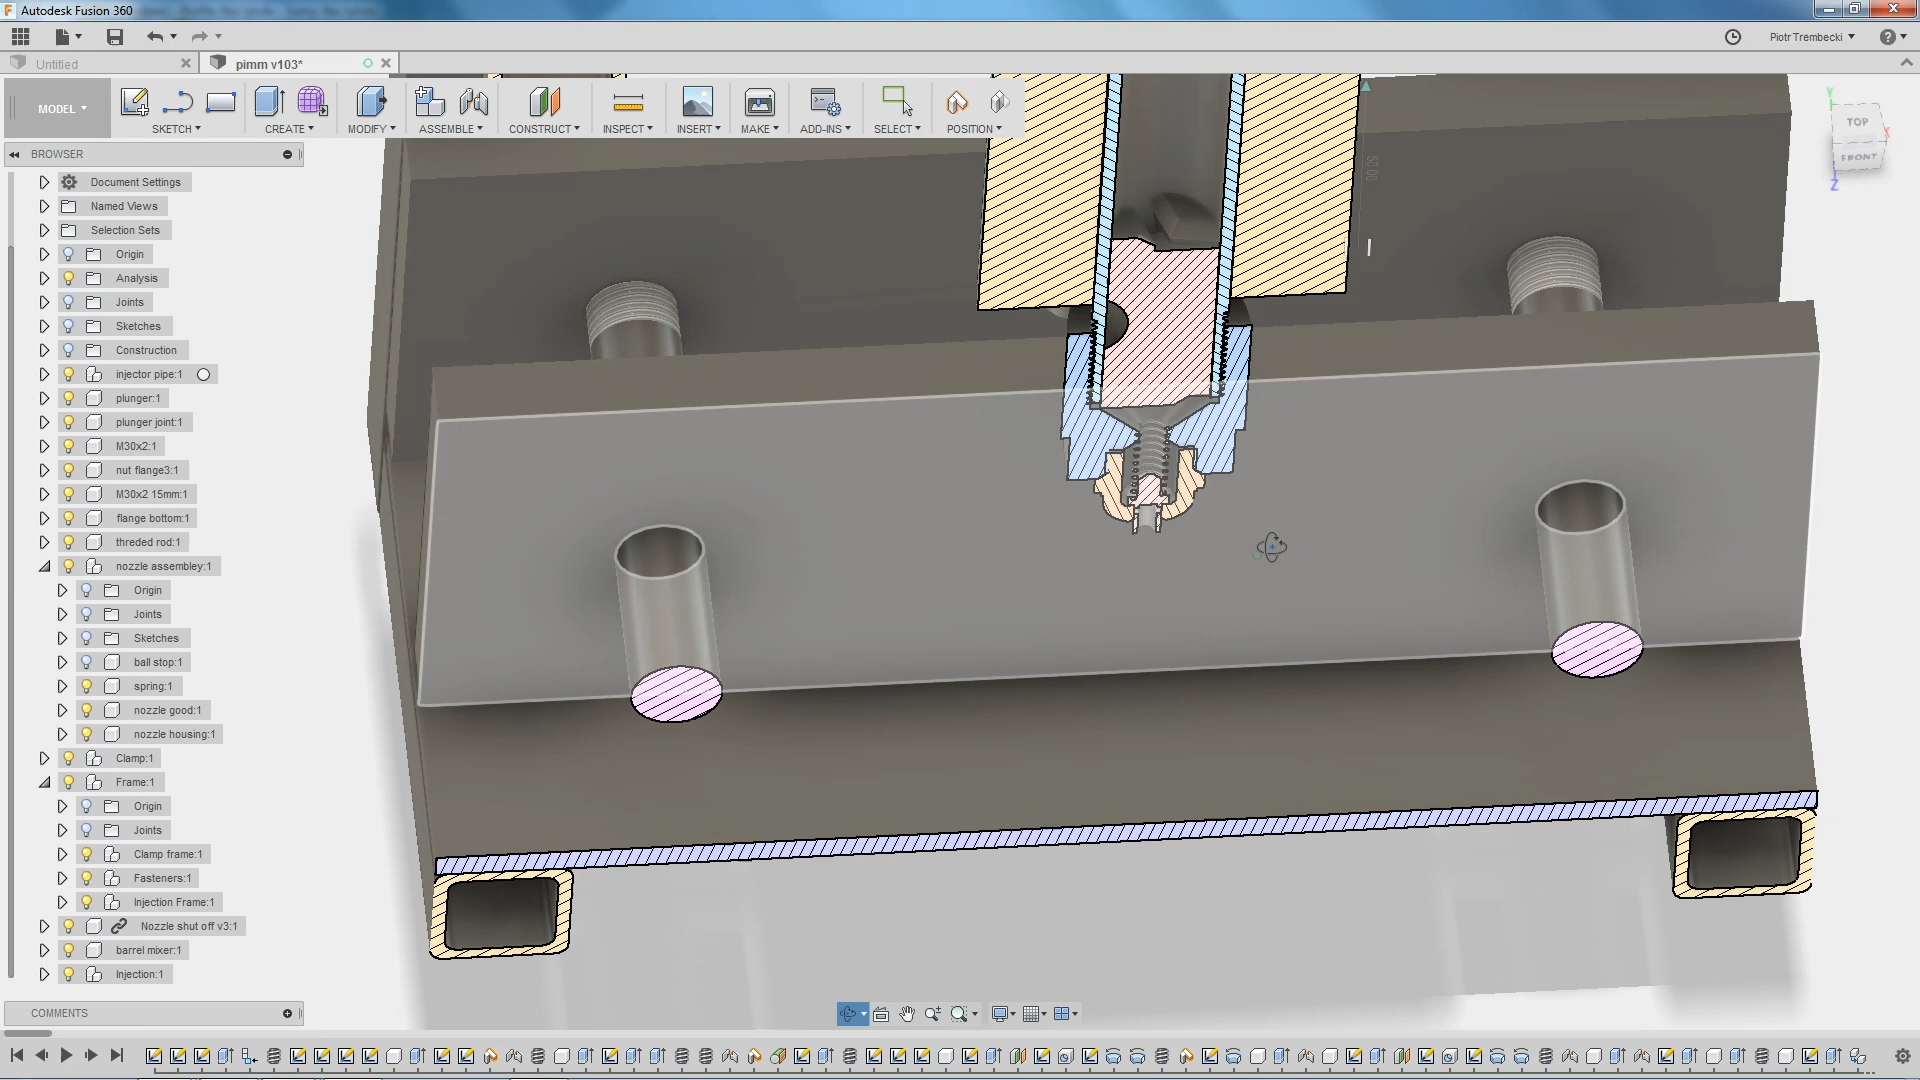 Autodesk Fusion 360
Piotr Trembecki
Untitled
pimm v103*
MODEL
SKETCH
CREATE
MODIFY
ASSEMBLE
CONSTRUCT
INSPECT
INSERT
MAKE
ADD-INS
SELECT
POSITION
Y
TOP
X
FRONT
Z
50.00
BROWSER
Document Settings
Named Views
Selection Sets
Origin
Analysis
Joints
Sketches
Construction
injector pipe:1
plunger:1
plunger joint:1
M30x2:1
nut flange3:1
M30x2 15mm:1
flange bottom:1
threded rod:1
nozzle assembley:1
Origin
Joints
Sketches
ball stop:1
spring:1
nozzle good:1
nozzle housing:1
Clamp:1
Frame:1
Origin
Joints
Clamp frame:1
Fasteners:1
Injection Frame:1
Nozzle shut off v3:1
barrel mixer:1
Injection:1
COMMENTS